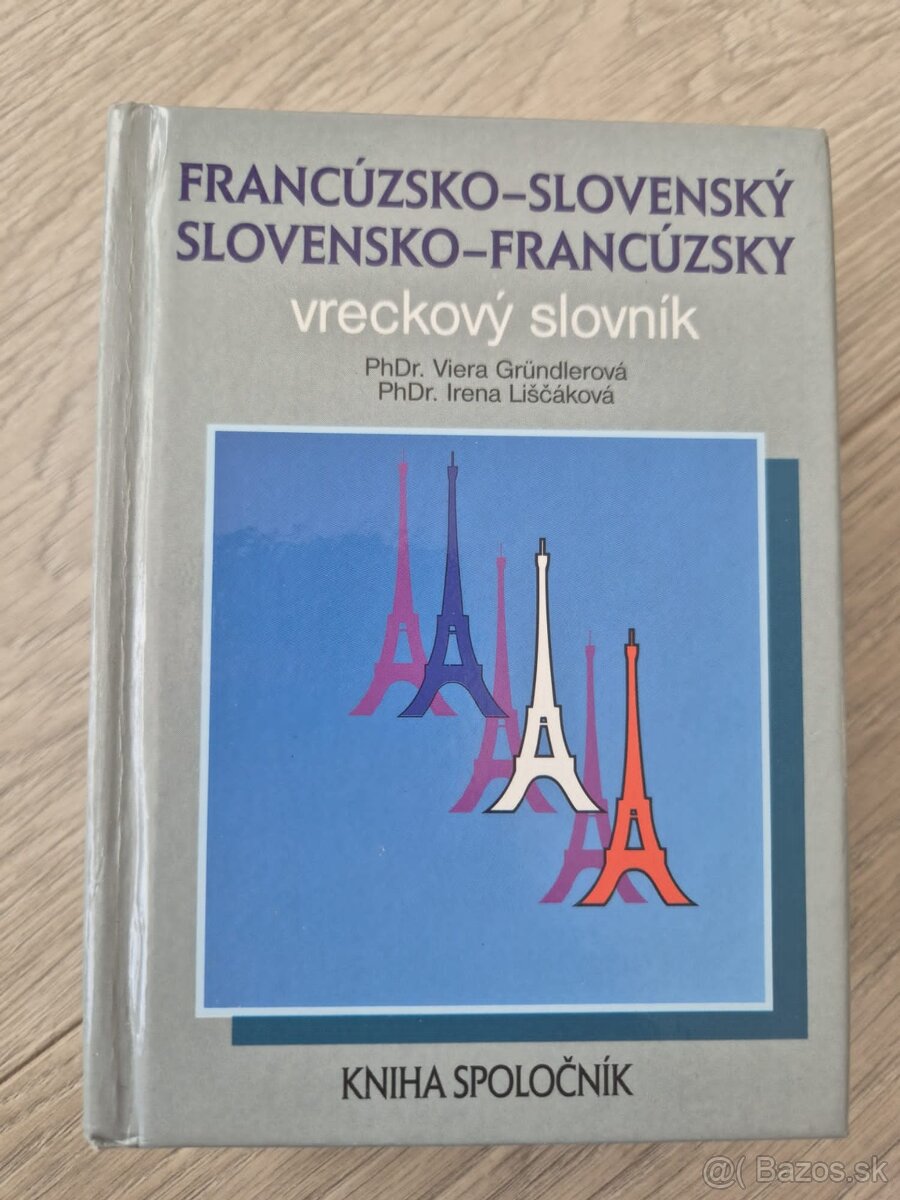 FRANCÚZSKO–SLOVENSKÝ
SLOVENSKO–FRANCÚZSKY
vreckový slovník
PhDr. Viera Gründlerová
PhDr. Irena Liščáková
KNIHA SPOLOČNÍK
@( Bazos.sk